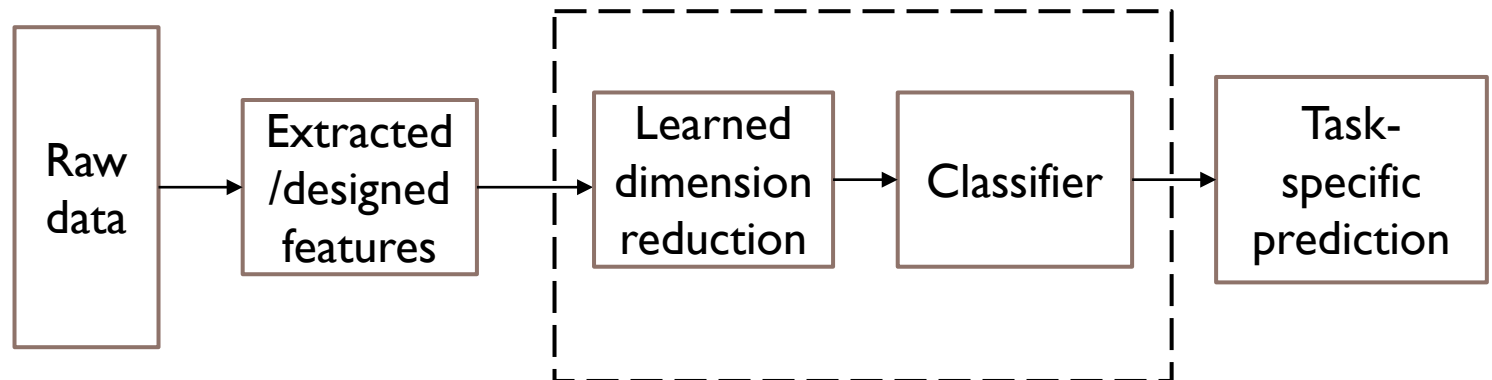 Raw
data
Extracted
/designed
features
Learned
dimension
reduction
Classifier
Task-
specific
prediction